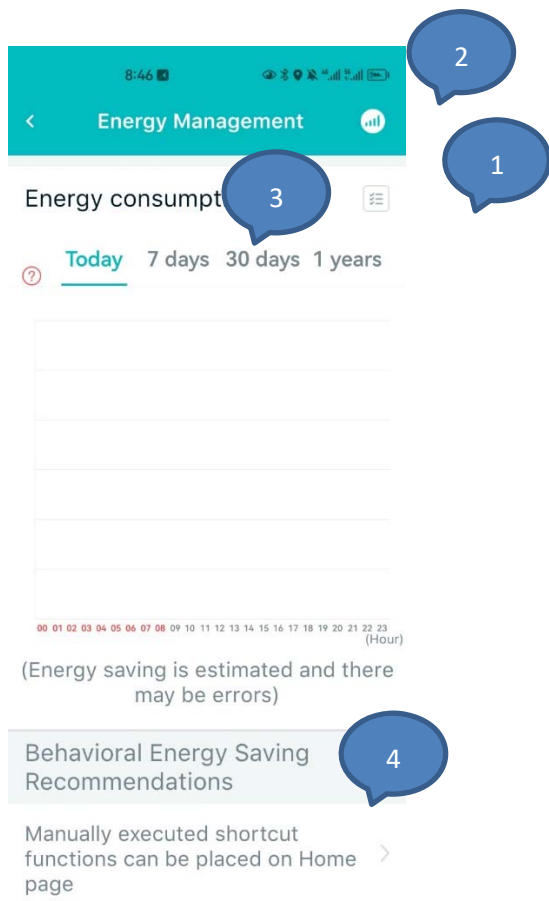 2
8:46
Energy Management
1
Energy consumpt
3
Today 7 days 30 days 1 years
?
00 01 02 03 04 05 06 07 08 09 10 11 12 13 14 15 16 17 18 19 20 21 22 23
(Hour)
(Energy saving is estimated and there
may be errors)
Behavioral Energy Saving
Recommendations
4
Manually executed shortcut
functions can be placed on Home
page